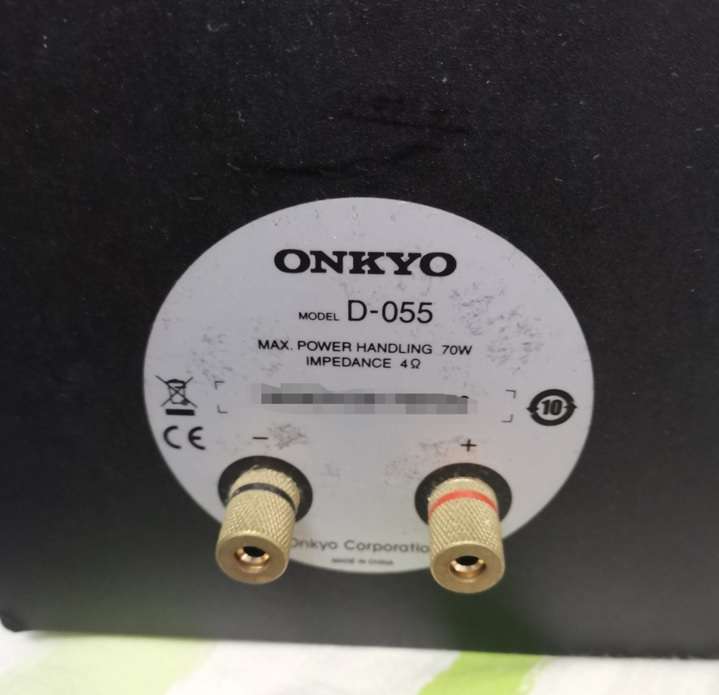 ONKYO
MODEL D-055
MAX. POWER HANDLING 70W
IMPEDANCE 4Ω
10
CE
− +
Onkyo Corporation
MADE IN CHINA